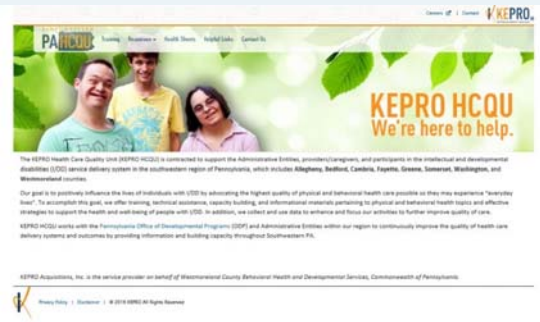 Careers | Contact KEPRO.
PAHCQU Training Resources Health Sheets Helpful Links Contact Us
KEPRO HCQU
We're here to help.
The KEPRO Health Care Quality Unit (KEPRO HCQU) is contracted to support the Administrative Entities, providers/caregivers, and participants in the intellectual and developmental
disabilities (I/DD) service delivery system in the southwestern region of Pennsylvania, which includes Allegheny, Bedford, Cambria, Fayette, Greene, Somerset, Washington, and
Westmoreland counties.
Our goal is to positively influence the lives of individuals with I/DD by advocating the highest quality of physical and behavioral health care possible so they may experience "everyday
lives". To accomplish this goal, we offer training, technical assistance, capacity building, and informational materials pertaining to physical and behavioral health topics and effective
strategies to support the health and well-being of people with I/DD. In addition, we collect and use data to enhance and focus our activities to further improve quality of care.
KEPRO HCQU works with the Pennsylvania Office of Developmental Programs (ODP) and Administrative Entities within our region to continually improve the quality of health care
delivery systems and outcomes by providing information and building capacity throughout Southwestern PA.
KEPRO Acquisitions, Inc. is the service provider on behalf of Westmoreland County Behavioral Health and Developmental Services, Commonwealth of Pennsylvania.
Privacy Policy | Disclaimer | © 2019 KEPRO All Rights Reserved